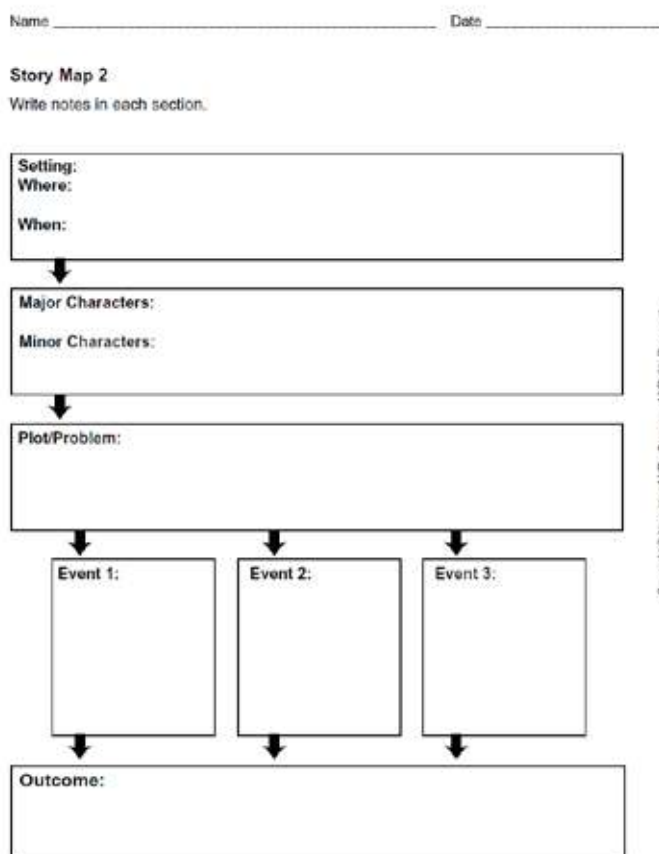 Name Date
Story Map 2
Write notes in each section.
Setting:
Where:
When:
Major Characters:
Minor Characters:
Plot/Problem:
Event 1: Event 2: Event 3:
Outcome: